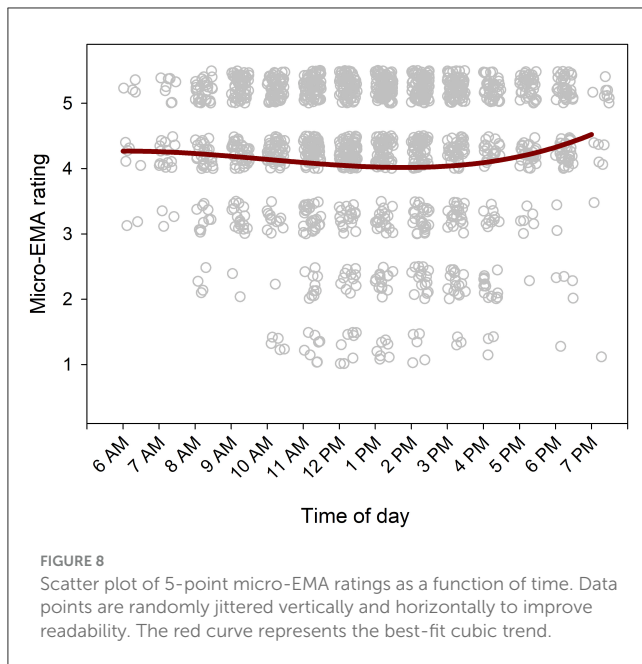 5
4
3
2
1
Micro-EMA rating
6 AM
7 AM
8 AM
9 AM
10 AM
11 AM
12 PM
1 PM
2 PM
3 PM
4 PM
5 PM
6 PM
7 PM
Time of day
FIGURE 8
Scatter plot of 5-point micro-EMA ratings as a function of time. Data
points are randomly jittered vertically and horizontally to improve
readability. The red curve represents the best-fit cubic trend.